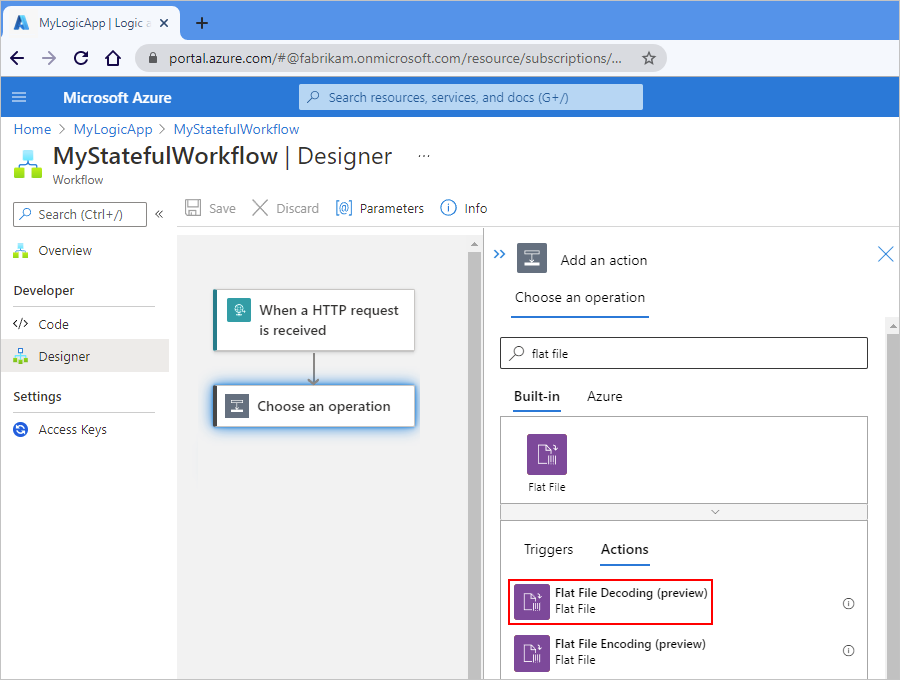 MyLogicApp | Logic a
portal.azure.com/#@fabrikam.onmicrosoft.com/resource/subscriptions/...
Microsoft Azure
Search resources, services, and docs (G+/)
Home > MyLogicApp > MyStatefulWorkflow
MyStatefulWorkflow | Designer ...
Workflow
Search (Ctrl+/)
«
Save
Discard
[@] Parameters
Info
Overview
Developer
</> Code
Designer
Settings
Access Keys
When a HTTP request
is received
Choose an operation
Add an action
Choose an operation
flat file
Built-in
Azure
Flat File
Triggers
Actions
Flat File Decoding (preview)
Flat File
Flat File Encoding (preview)
Flat File